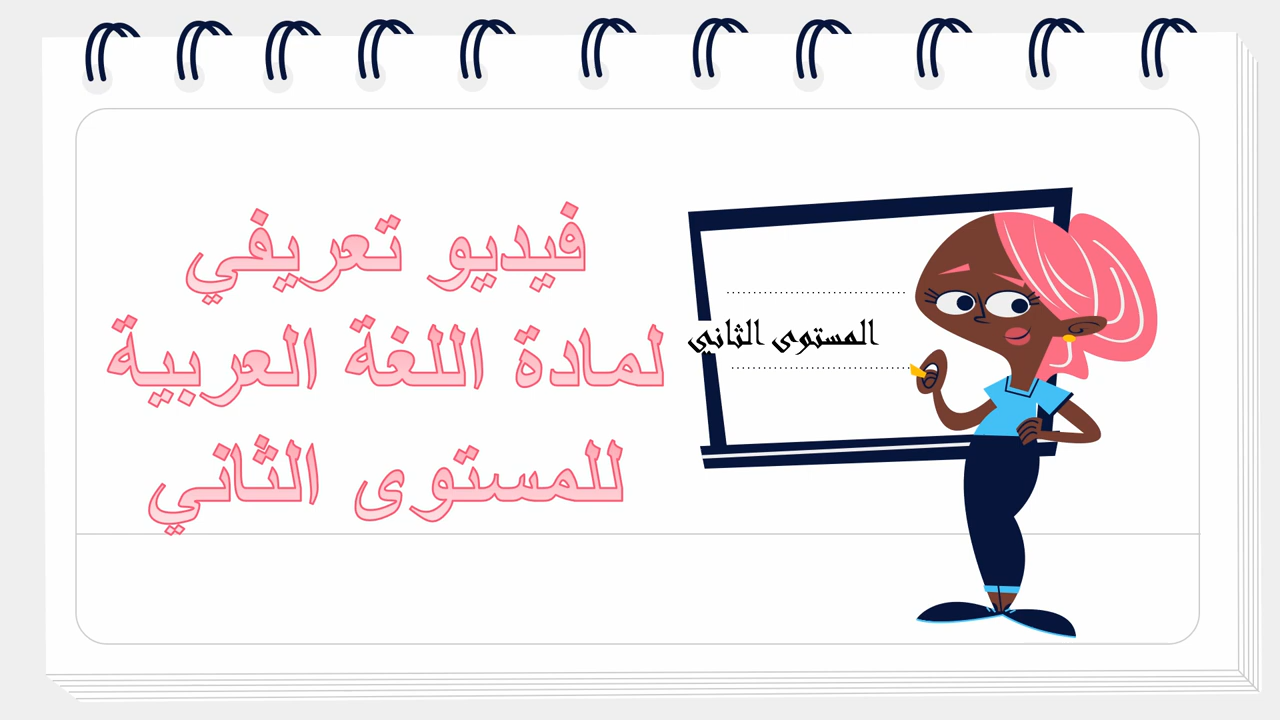 فيديو تعريفي
لمادة اللغة العربية
للمستوى الثاني
المستوى الثاني